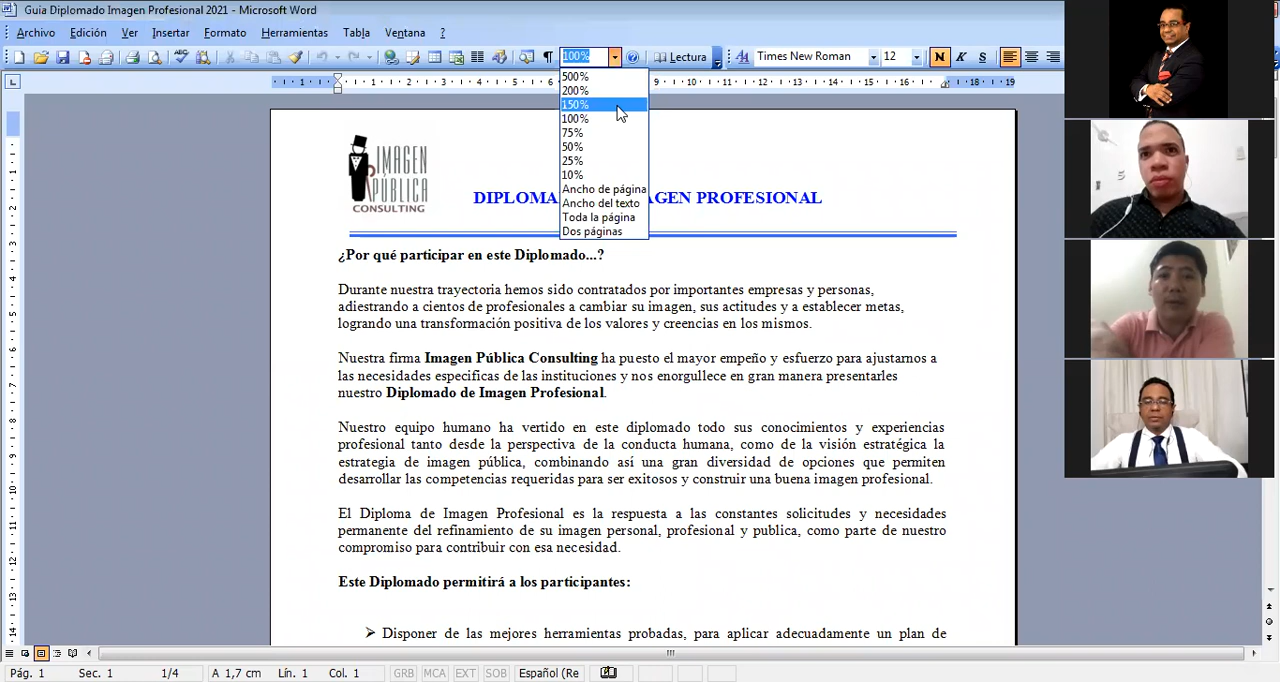 Guia Diplomado Imagen Profesional 2021 - Microsoft Word
Archivo Edición Ver Insertar Formato Herramientas Tabla Ventana ?
100% Lectura Times New Roman 12 N K S
500%
200%
150%
100%
75%
50%
25%
10%
Ancho de página
Ancho del texto
Toda la página
Dos páginas
IMAGEN
PÚBLICA
CONSULTING
DIPLOMA AGEN PROFESIONAL
¿Por qué participar en este Diplomado...?
Durante nuestra trayectoria hemos sido contratados por importantes empresas y personas,
adiestrando a cientos de profesionales a cambiar su imagen, sus actitudes y a establecer metas,
logrando una transformación positiva de los valores y creencias en los mismos.
Nuestra firma Imagen Pública Consulting ha puesto el mayor empeño y esfuerzo para ajustarnos a
las necesidades especificas de las instituciones y nos enorgullece en gran manera presentarles
nuestro Diplomado de Imagen Profesional.
Nuestro equipo humano ha vertido en este diplomado todo sus conocimientos y experiencias
profesional tanto desde la perspectiva de la conducta humana, como de la visión estratégica la
estrategia de imagen pública, combinando así una gran diversidad de opciones que permiten
desarrollar las competencias requeridas para ser exitosos y construir una buena imagen profesional.
El Diploma de Imagen Profesional es la respuesta a las constantes solicitudes y necesidades
permanente del refinamiento de su imagen personal, profesional y publica, como parte de nuestro
compromiso para contribuir con esa necesidad.
Este Diplomado permitirá a los participantes:
➢ Disponer de las mejores herramientas probadas, para aplicar adecuadamente un plan de
Pág. 1 Sec. 1 1/4 A 1,7 cm Lín. 1 Col. 1 GRB MCA EXT SOB Español (Re